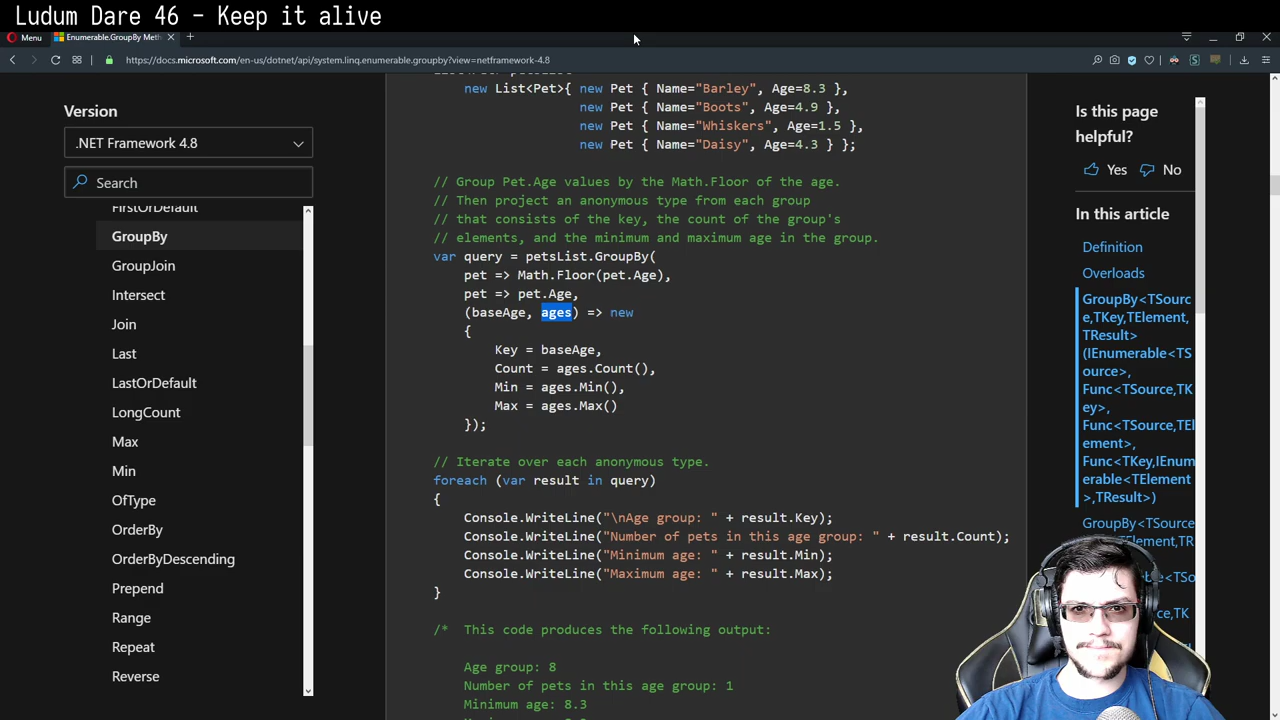 Ludum Dare 46 - Keep it alive
Menu
Enumerable.GroupBy Met
https://docs.microsoft.com/en-us/dotnet/api/system.linq.enumerable.groupby?view=netframework-4.8
Version
.NET Framework 4.8
Search
FirstOrDefault
GroupBy
GroupJoin
Intersect
Join
Last
LastOrDefault
LongCount
Max
Min
OfType
OrderBy
OrderByDescending
Prepend
Range
Repeat
Reverse
new List<Pet>{ new Pet { Name="Barley", Age=8.3 },
new Pet { Name="Boots", Age=4.9 },
new Pet { Name="Whiskers", Age=1.5 },
new Pet { Name="Daisy", Age=4.3 } };
// Group Pet.Age values by the Math.Floor of the age.
// Then project an anonymous type from each group
// that consists of the key, the count of the group's
// elements, and the minimum and maximum age in the group.
var query = petsList.GroupBy(
pet => Math.Floor(pet.Age),
pet => pet.Age,
(baseAge, ages) => new
{
Key = baseAge,
Count = ages.Count(),
Min = ages.Min(),
Max = ages.Max()
});
// Iterate over each anonymous type.
foreach (var result in query)
{
Console.WriteLine("\nAge group: " + result.Key);
Console.WriteLine("Number of pets in this age group: " + result.Count);
Console.WriteLine("Minimum age: " + result.Min);
Console.WriteLine("Maximum age: " + result.Max);
}
/* This code produces the following output:
Age group: 8
Number of pets in this age group: 1
Minimum age: 8.3
Is this page
helpful?
Yes
No
In this article
Definition
Overloads
GroupBy<TSourc
e,TKey,TElement,
TResult>
(IEnumerable<TS
ource>,
Func<TSource,TK
ey>,
Func<TSource,TEl
ement>,
Func<TKey,IEnum
erable<TElement
>,TResult>)
GroupBy<TSource